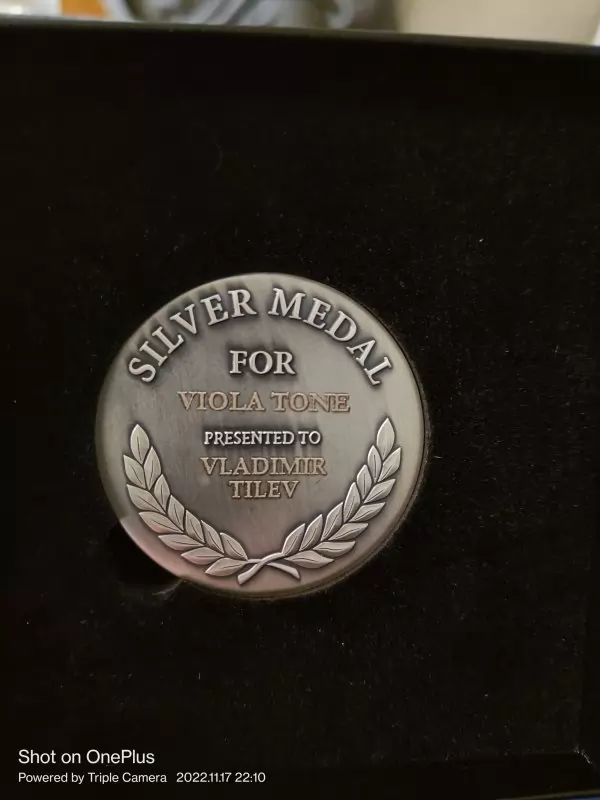 SILVER MEDAL
FOR
VIOLA TONE
PRESENTED TO
VLADIMIR
TILEV
Shot on OnePlus
Powered by Triple Camera 2022.11.17 22:10